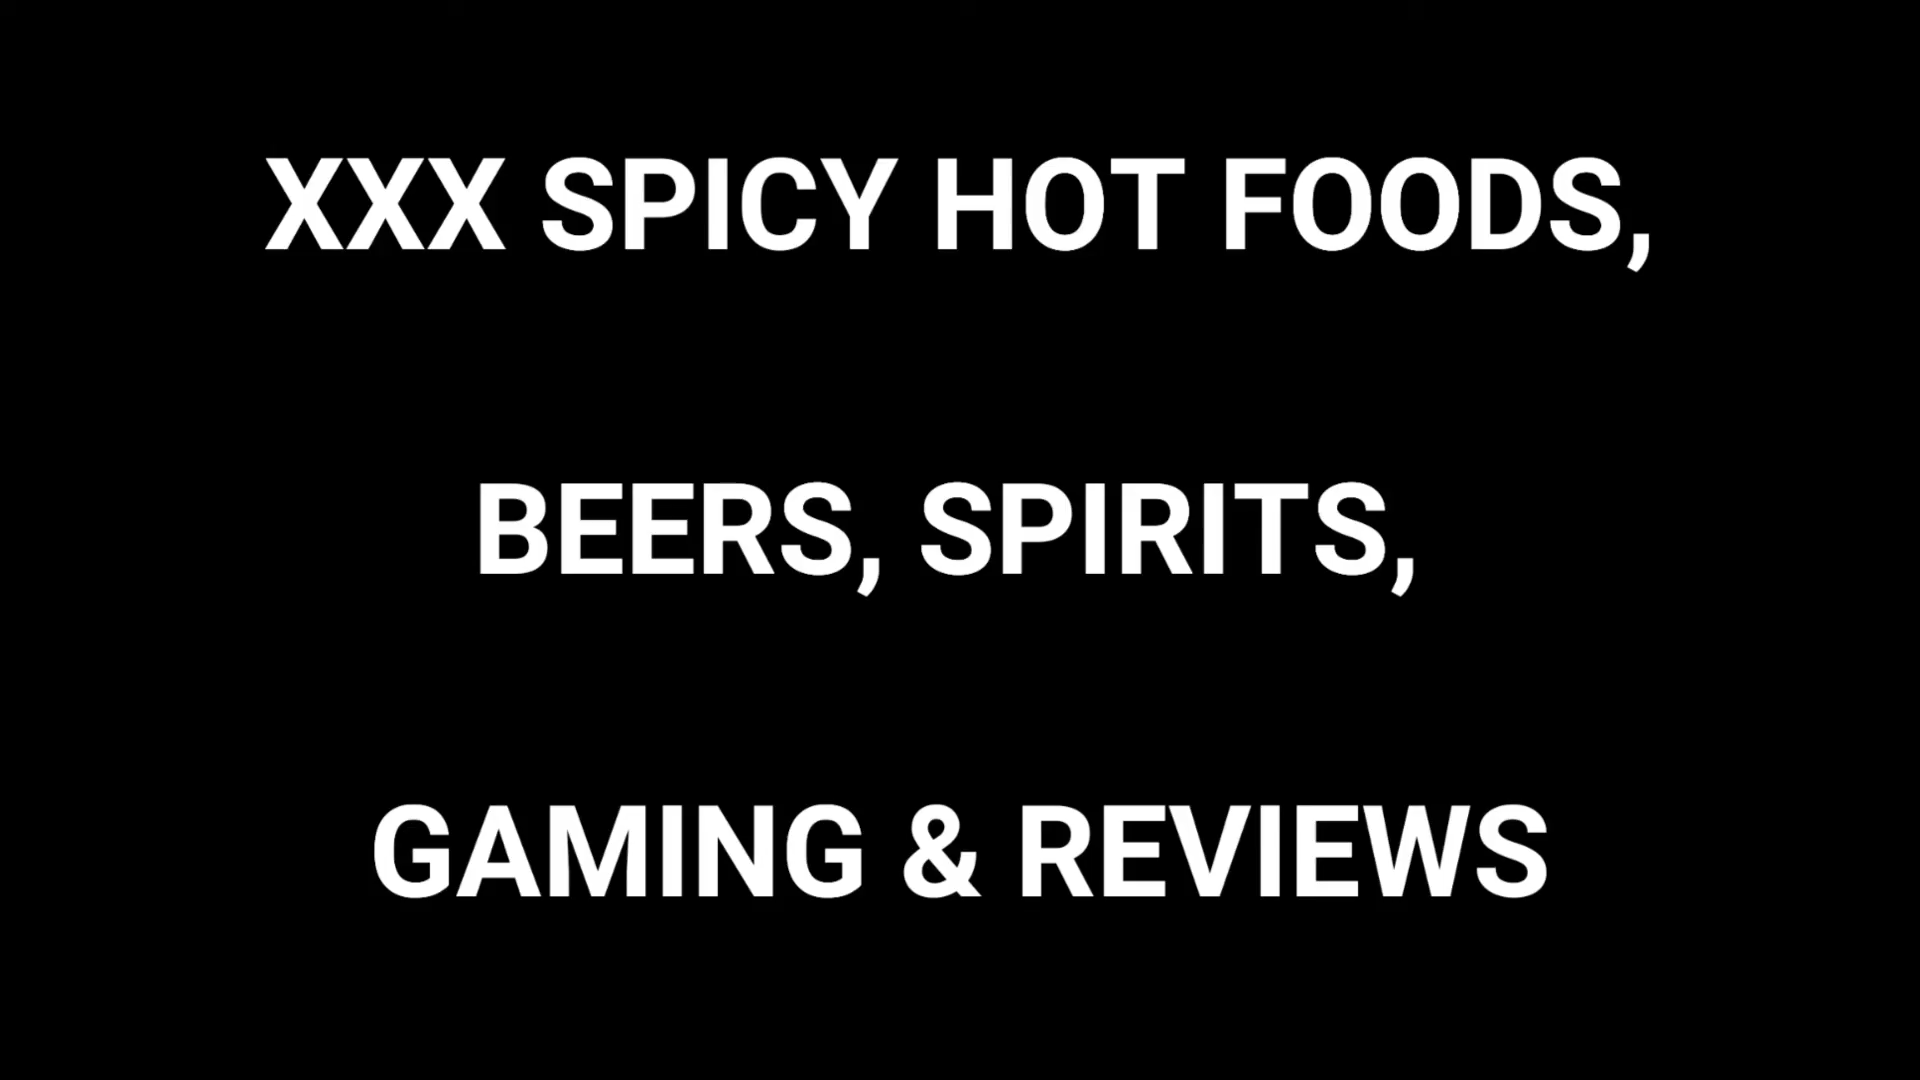 XXX SPICY HOT FOODS,
BEERS, SPIRITS,
GAMING & REVIEWS